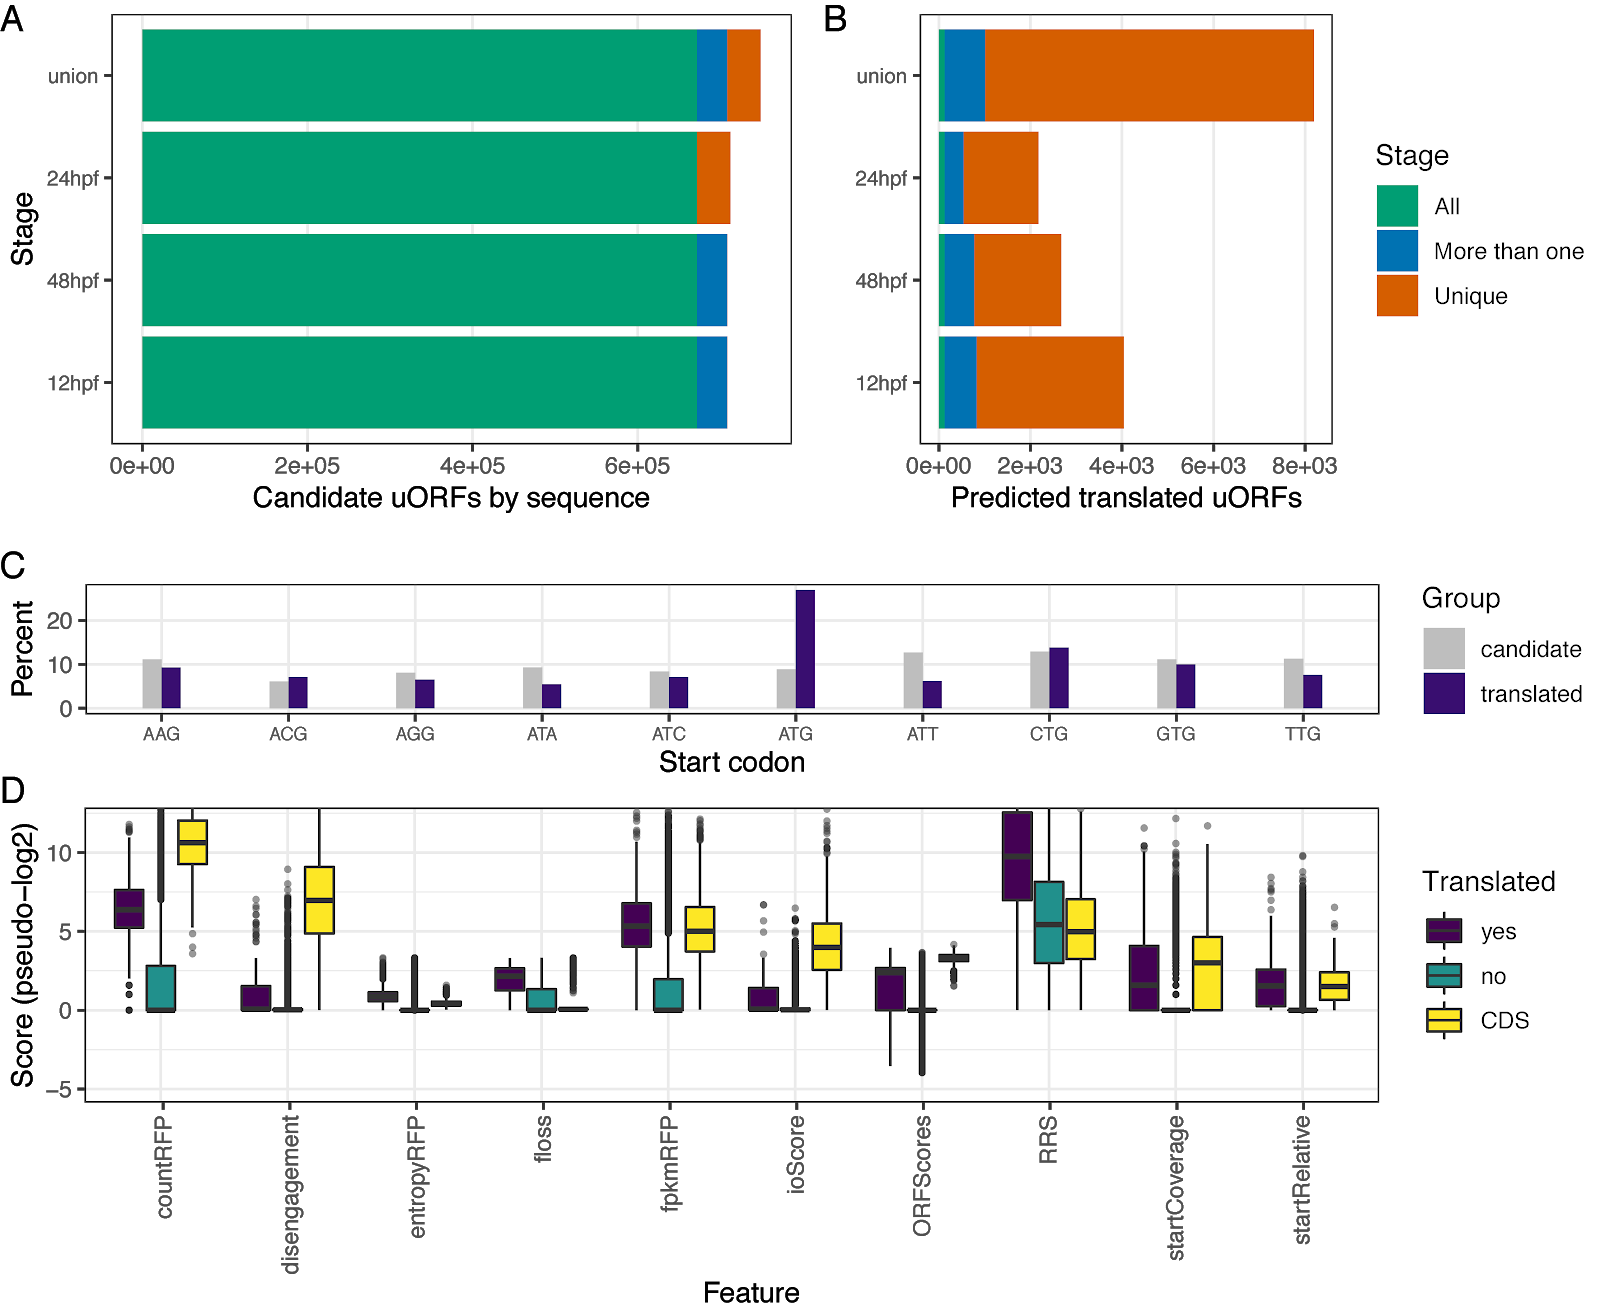 A
union
24hpf
48hpf
12hpf
Stage
0e+00 2e+05 4e+05 6e+05
Candidate uORFs by sequence
B
union
24hpf
48hpf
12hpf
0e+00 2e+03 4e+03 6e+03 8e+03
Predicted translated uORFs
Stage
All
More than one
Unique
C
Percent
20
10
0
AAG ACG AGG ATA ATC ATG ATT CTG GTG TTG
Start codon
Group
candidate
translated
D
Score (pseudo−log2)
10
5
0
−5
countRFP
disengagement
entropyRFP
floss
fpkmRFP
ioScore
ORFScores
RRS
startCoverage
startRelative
Feature
Translated
yes
no
CDS